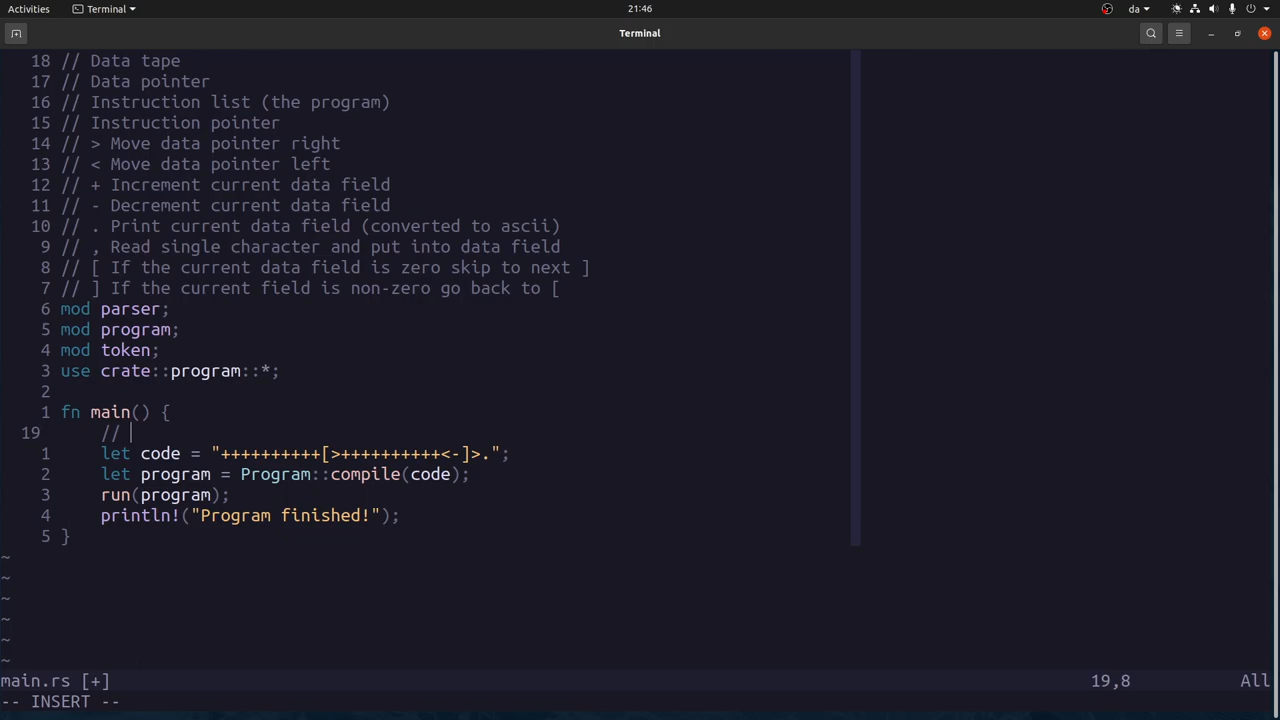 Activities Terminal 21:46 da
Terminal
18 // Data tape
17 // Data pointer
16 // Instruction list (the program)
15 // Instruction pointer
14 // > Move data pointer right
13 // < Move data pointer left
12 // + Increment current data field
11 // - Decrement current data field
10 // . Print current data field (converted to ascii)
9 // , Read single character and put into data field
8 // [ If the current data field is zero skip to next ]
7 // ] If the current field is non-zero go back to [
6 mod parser;
5 mod program;
4 mod token;
3 use crate::program::*;
2
1 fn main() {
19 //
1 let code = "++++++++++[>++++++++++<-]>.";
2 let program = Program::compile(code);
3 run(program);
4 println!("Program finished!");
5 }
~
~
~
~
~
~
main.rs [+] 19,8 All
-- INSERT --